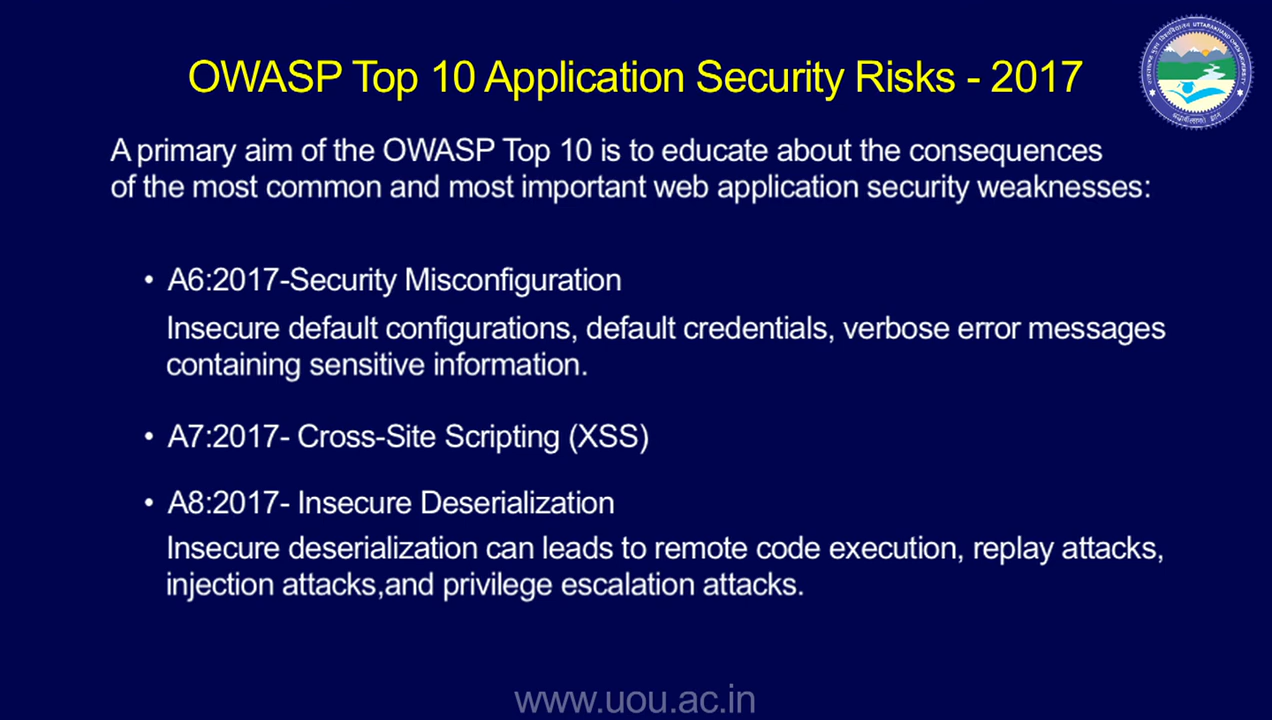 OWASP Top 10 Application Security Risks - 2017
A primary aim of the OWASP Top 10 is to educate about the consequences
of the most common and most important web application security weaknesses:
• A6:2017-Security Misconfiguration
Insecure default configurations, default credentials, verbose error messages
containing sensitive information.
• A7:2017- Cross-Site Scripting (XSS)
• A8:2017- Insecure Deserialization
Insecure deserialization can leads to remote code execution, replay attacks,
injection attacks,and privilege escalation attacks.
www.uou.ac.in